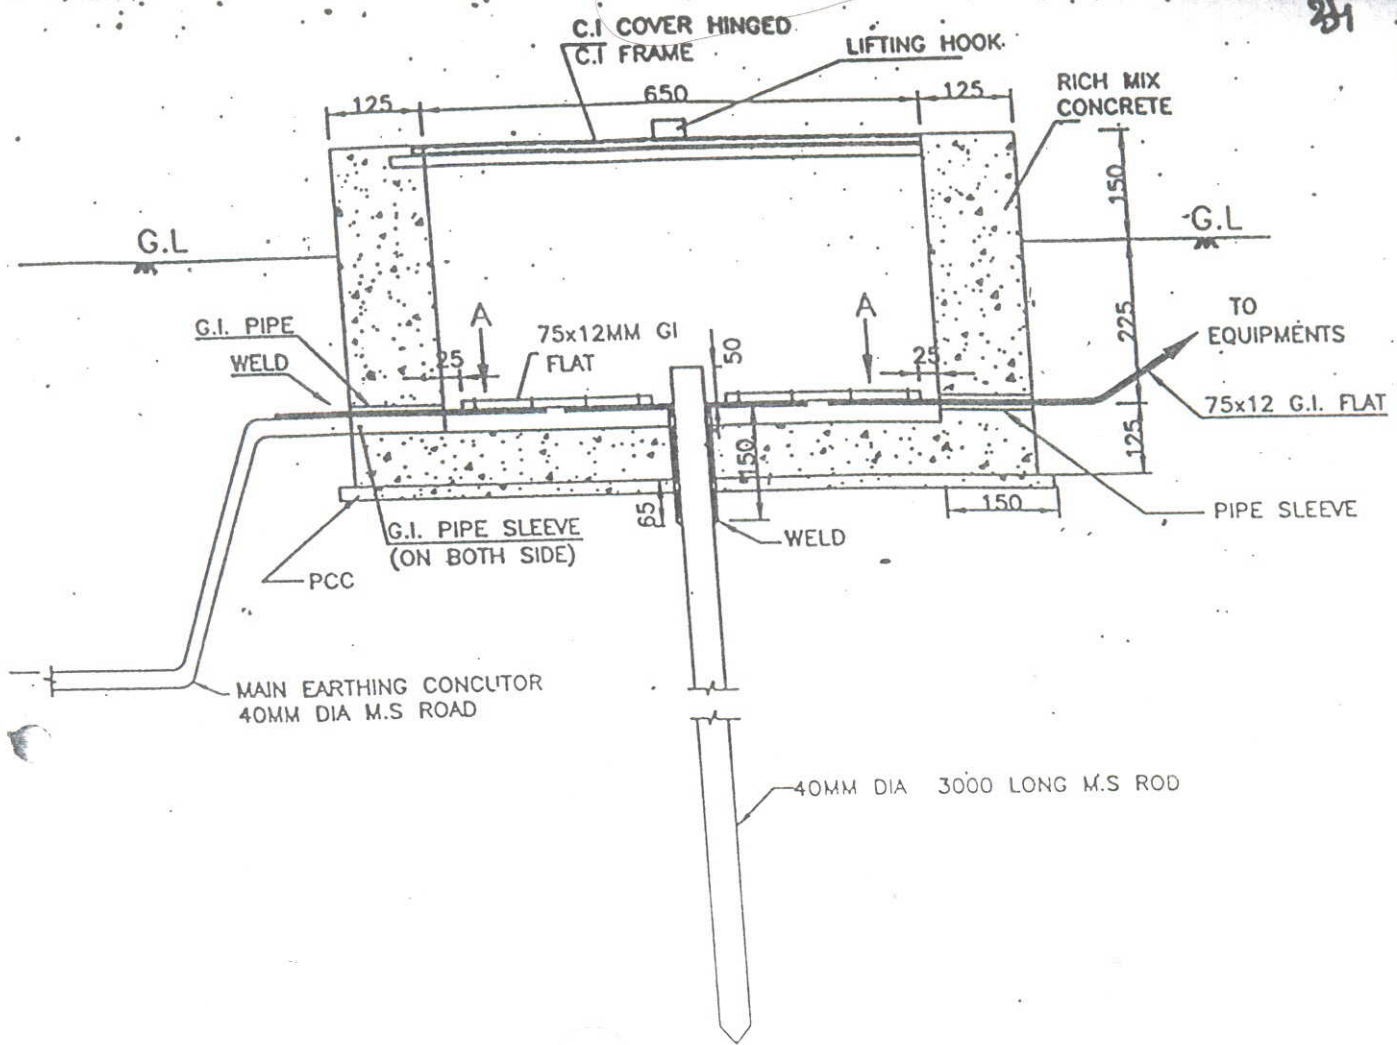 C.I COVER HINGED
C.I FRAME
LIFTING HOOK
RICH MIX
CONCRETE
125
650
125
150
G.L
G.L
G.I. PIPE
WELD
25
A
75x12MM GI
FLAT
50
A
25
225
TO
EQUIPMENTS
75x12 G.I. FLAT
125
150
65
150
G.I. PIPE SLEEVE
(ON BOTH SIDE)
PCC
WELD
PIPE SLEEVE
MAIN EARTHING CONCUTOR
40MM DIA M.S ROAD
40MM DIA 3000 LONG M.S ROD